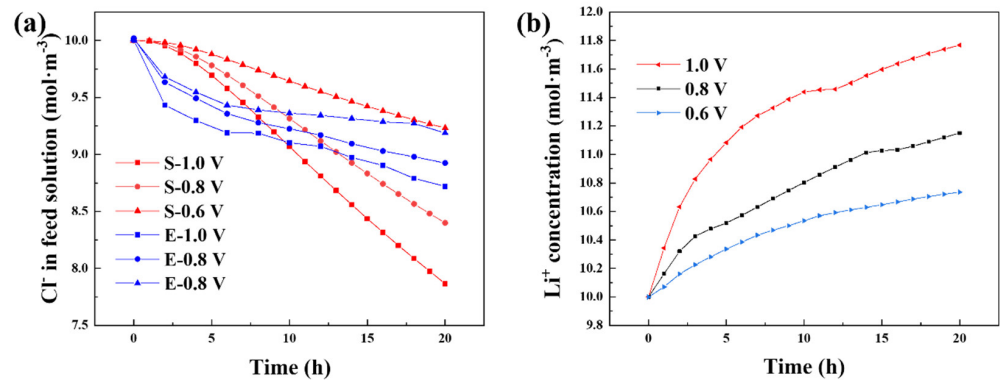 (a)
Cl⁻ in feed solution (mol·m⁻³)
10.0
9.5
9.0
8.5
8.0
7.5
S-1.0 V
S-0.8 V
S-0.6 V
E-1.0 V
E-0.8 V
E-0.8 V
0 5 10 15 20
Time (h)
(b)
Li⁺ concentration (mol·m⁻³)
12.0
11.8
11.6
11.4
11.2
11.0
10.8
10.6
10.4
10.2
10.0
9.8
1.0 V
0.8 V
0.6 V
0 5 10 15 20
Time (h)